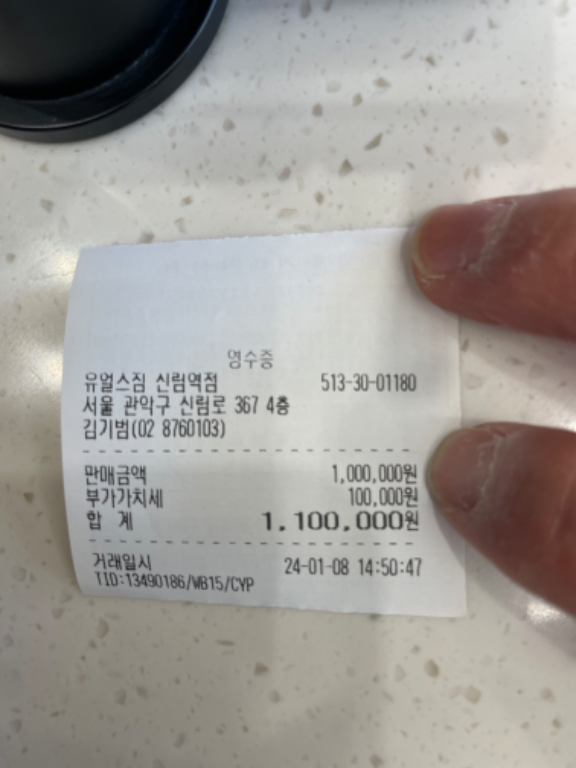 영수증
유얼스짐 신림역점 513-30-01180
서울 관악구 신림로 367 4층
김기범(02 8760103)
판매금액 1,000,000원
부가가치세 100,000원
합 계 1,100,000원
거래일시 24-01-08 14:50:47
TID:13490186/WB15/CYP